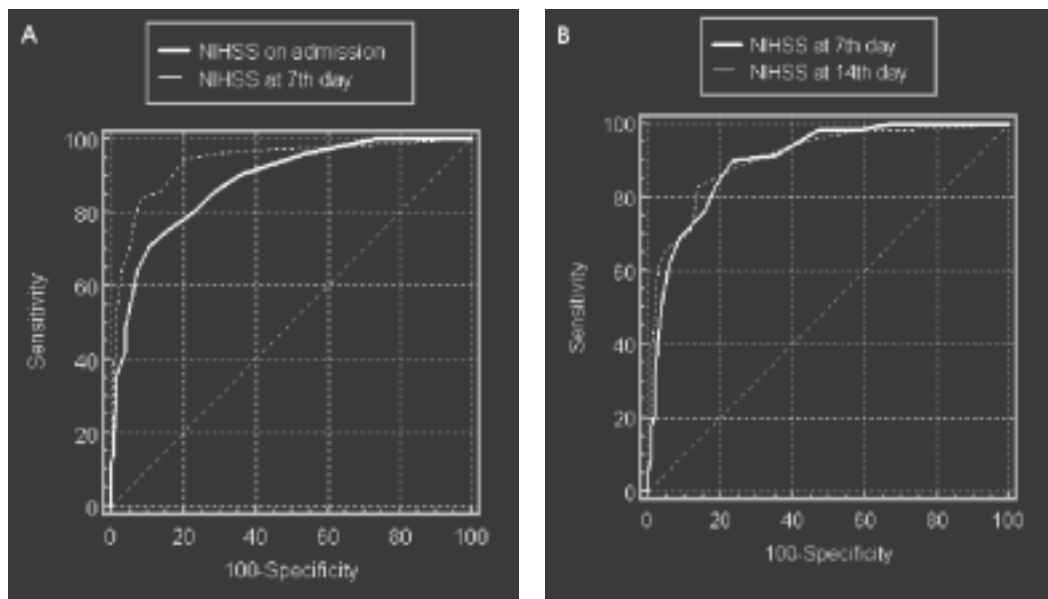 A
NIHSS on admission
NIHSS at 7th day
100
80
60
40
20
0
Sensitivity
0 20 40 60 80 100
100-Specificity
B
NIHSS at 7th day
NIHSS at 14th day
100
80
60
40
20
0
Sensitivity
0 20 40 60 80 100
100-Specificity